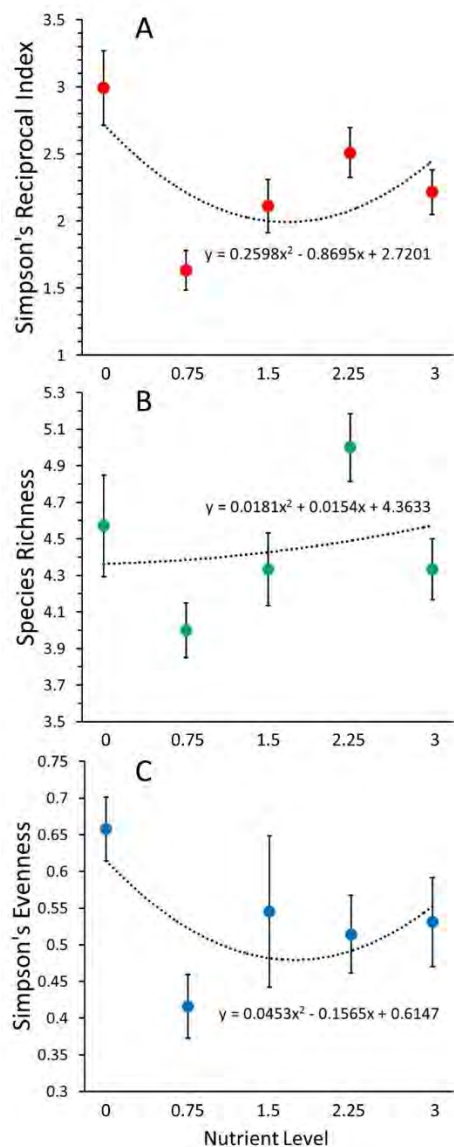 A
Simpson's Reciprocal Index
3.5
3
2.5
2
1.5
1
y = 0.2598x² - 0.8695x + 2.7201
0 0.75 1.5 2.25 3
B
Species Richness
5.3
5.1
4.9
4.7
4.5
4.3
4.1
3.9
3.7
3.5
y = 0.0181x² + 0.0154x + 4.3633
0 0.75 1.5 2.25 3
C
Simpson's Evenness
0.75
0.7
0.65
0.6
0.55
0.5
0.45
0.4
0.35
0.3
y = 0.0453x² - 0.1565x + 0.6147
0 0.75 1.5 2.25 3
Nutrient Level